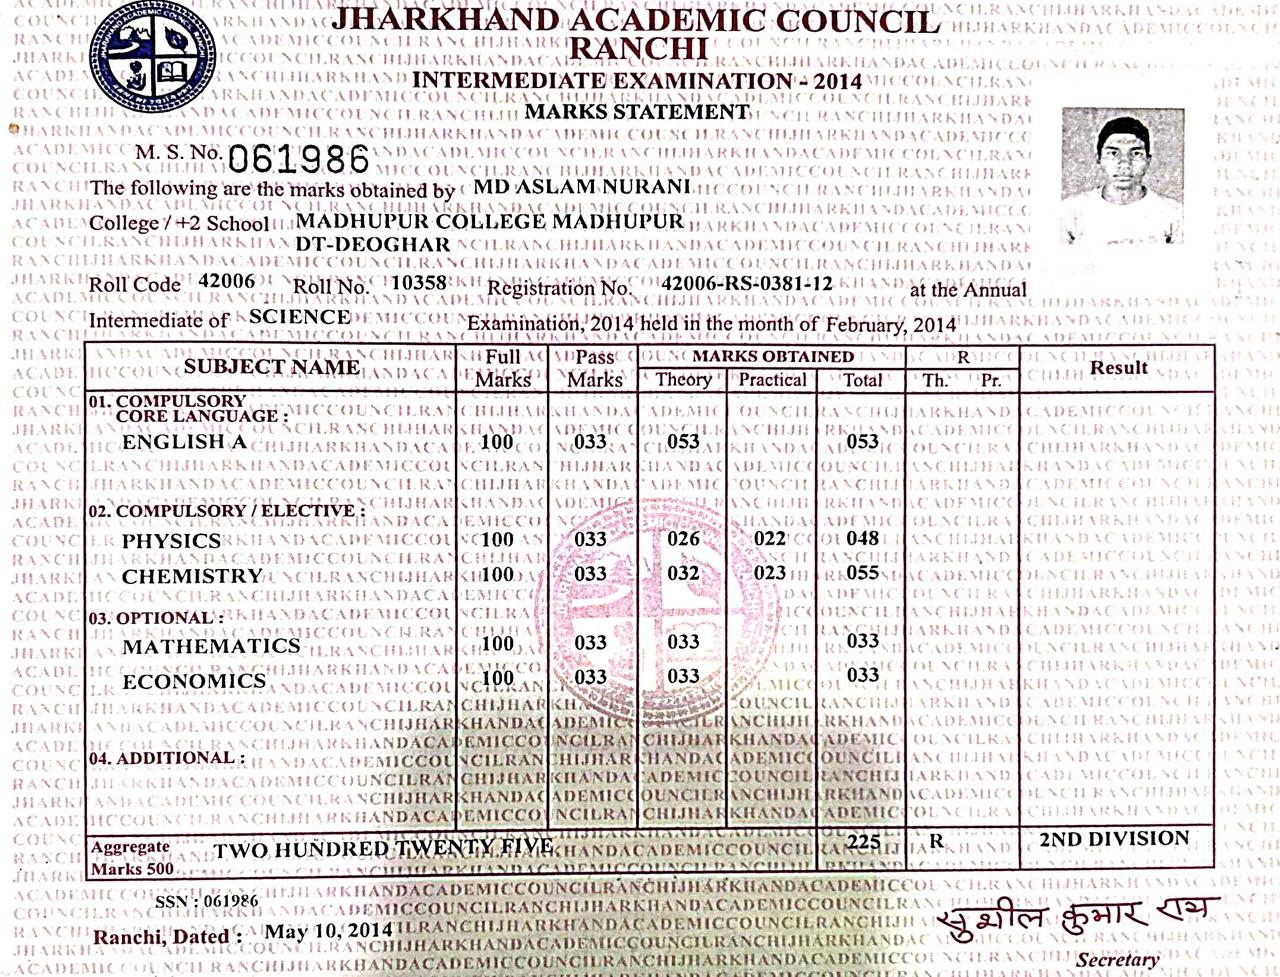 JHARKHAND ACADEMIC COUNCIL
RANCHI
INTERMEDIATE EXAMINATION - 2014
MARKS STATEMENT
M. S. No. 061986
The following are the marks obtained by MD ASLAM NURANI
College / +2 School MADHUPUR COLLEGE MADHUPUR
DT-DEOGHAR
Roll Code 42006 Roll No. 10358 Registration No. 42006-RS-0381-12 at the Annual
Intermediate of SCIENCE Examination, 2014 held in the month of February, 2014
SUBJECT NAME Full Marks Pass Marks MARKS OBTAINED R Result
Theory Practical Total Th. Pr.
01. COMPULSORY
CORE LANGUAGE :
ENGLISH A 100 033 053 053
02. COMPULSORY / ELECTIVE :
PHYSICS 100 033 026 022 048
CHEMISTRY 100 033 032 023 055
03. OPTIONAL :
MATHEMATICS 100 033 033 033
ECONOMICS 100 033 033 033
04. ADDITIONAL :
Aggregate TWO HUNDRED TWENTY FIVE 225 R 2ND DIVISION
Marks 500
SSN : 061986
Ranchi, Dated : May 10, 2014
सुशील कुमार राय
Secretary